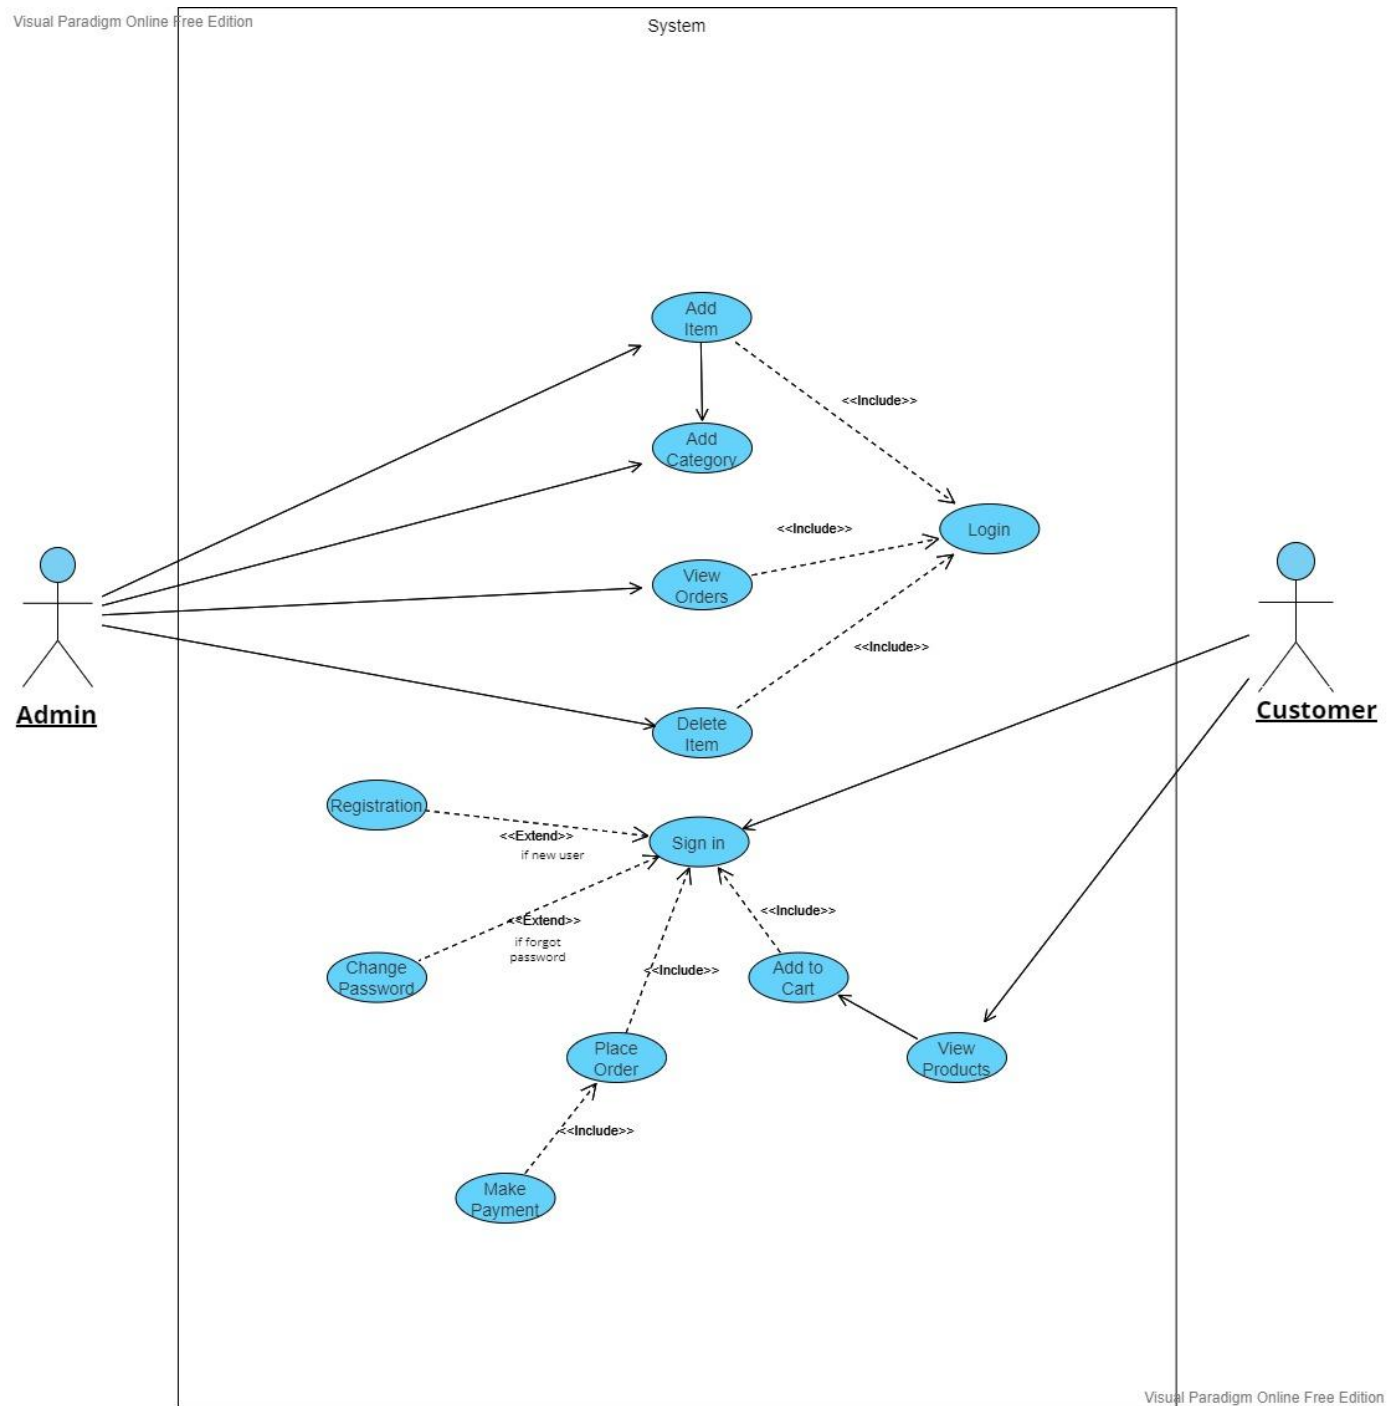 Visual Paradigm Online Free Edition
System
Add
Item
<<Include>>
Add
Category
<<Include>>
Login
View
Orders
<<Include>>
Admin
Customer
Delete
Item
Registration
<<Extend>>
if new user
Sign in
<<Extend>>
if forgot
password
<<Include>>
Change
Password
<<Include>>
Add to
Cart
Place
Order
View
Products
<<Include>>
Make
Payment
Visual Paradigm Online Free Edition